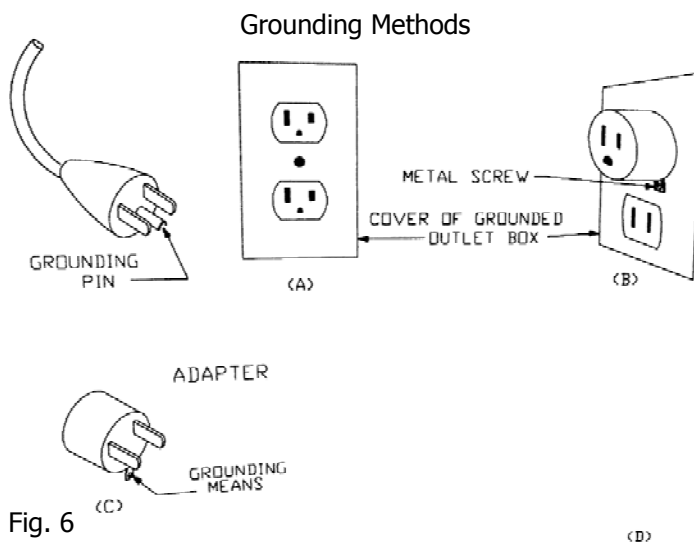 Grounding Methods
METAL SCREW
COVER OF GROUNDED
OUTLET BOX
GROUNDING
PIN
(A)
(B)
ADAPTER
GROUNDING
MEANS
(C)
Fig. 6
(D)